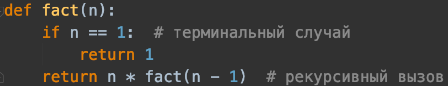 def fact(n):
    if n == 1:  # терминальный случай
        return 1
    return n * fact(n - 1)  # рекурсивный вызов